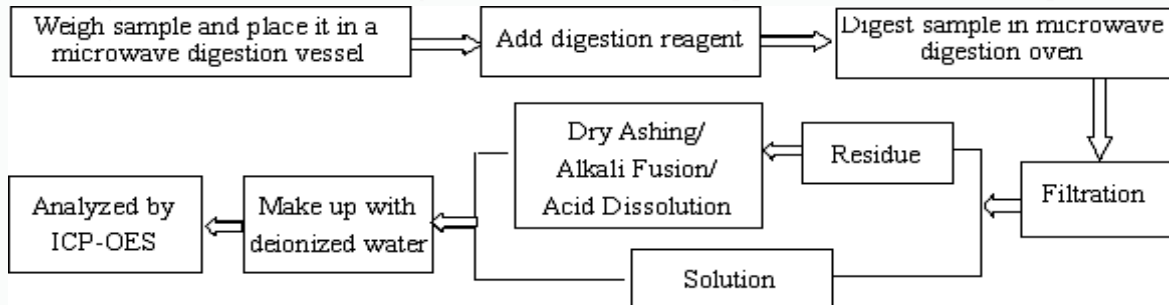 Weigh sample and place it in a
microwave digestion vessel
Add digestion reagent
Digest sample in microwave
digestion oven
Dry Ashing/
Alkali Fusion/
Acid Dissolution
Residue
Filtration
Analyzed by
ICP-OES
Make up with
deionized water
Solution